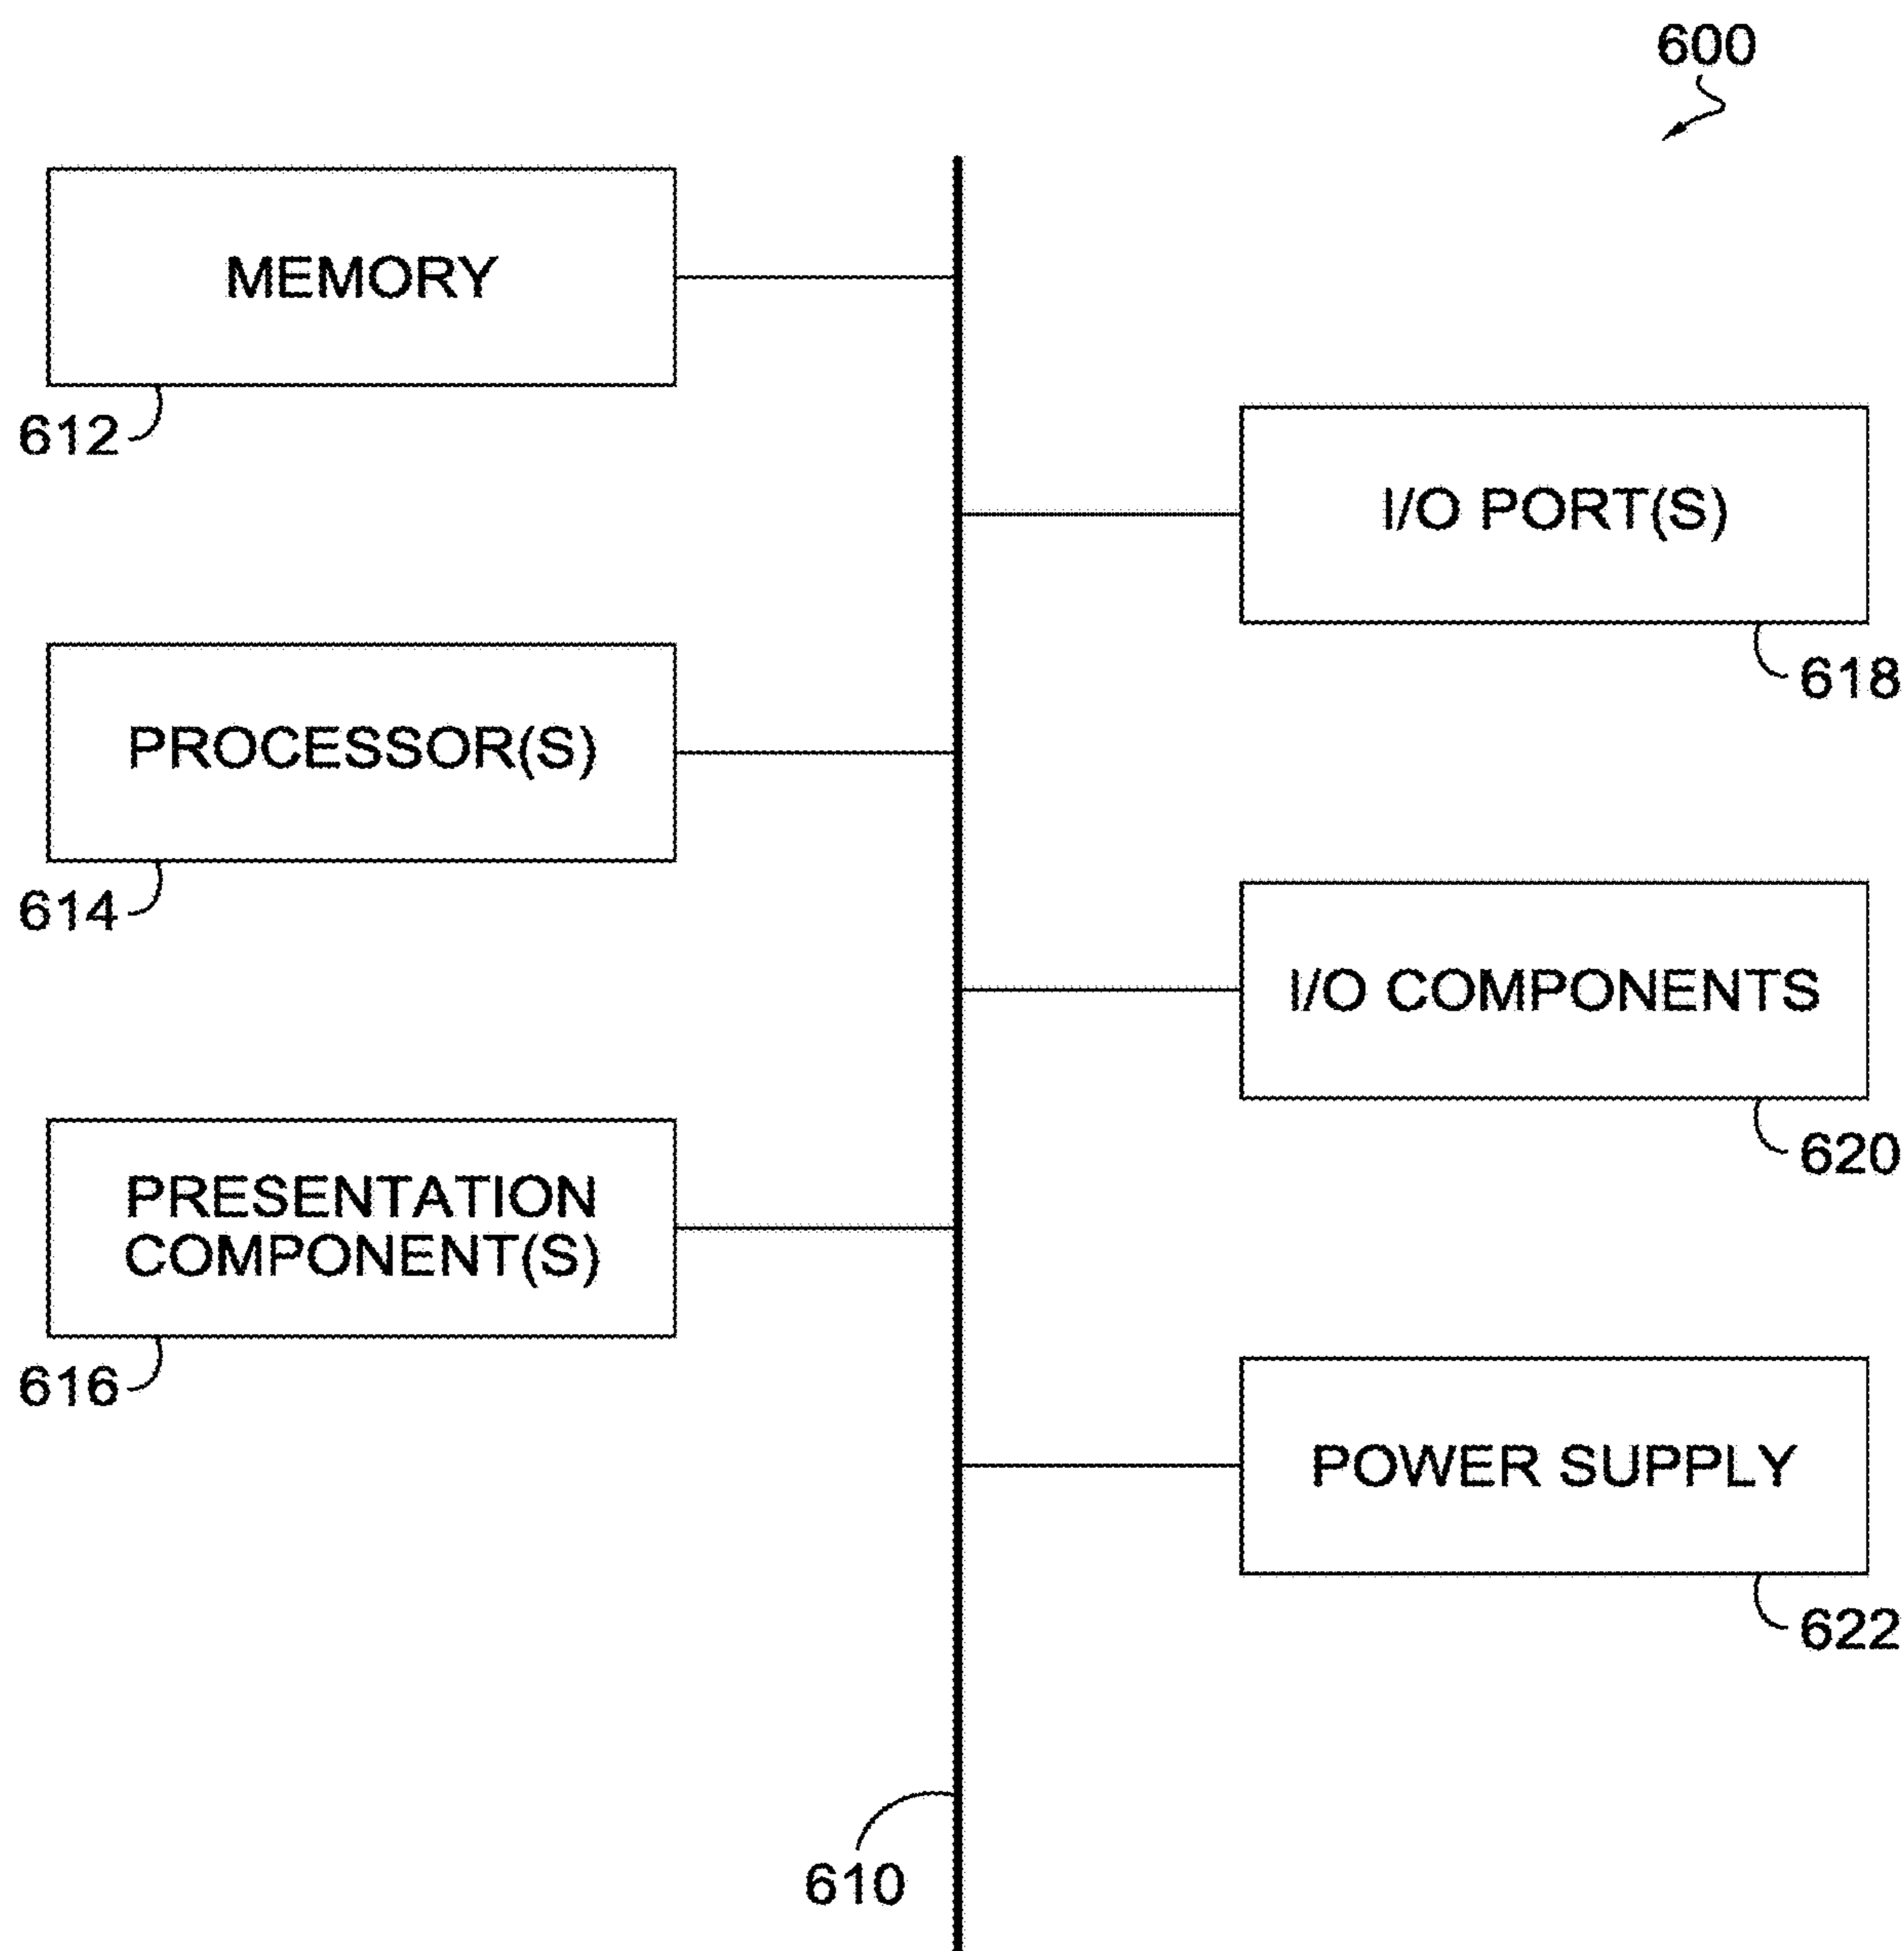 600
MEMORY
612
I/O PORT(S)
618
PROCESSOR(S)
614
I/O COMPONENTS
620
PRESENTATION
COMPONENT(S)
616
POWER SUPPLY
622
610